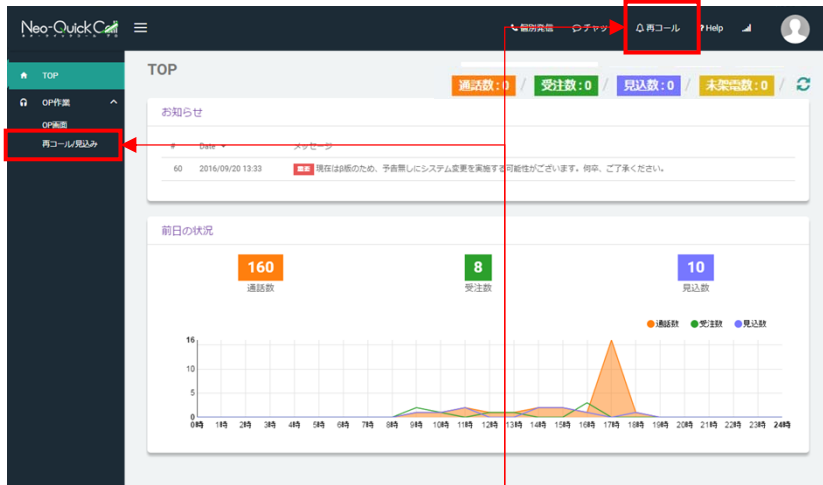 Neo-QuickCall
個別発信 チャッ 再コール ? Help
TOP
OP作業
OP画面
再コール/見込み
TOP
通話数:0 / 受注数:0 / 見込数:0 / 未架電数:0 /
お知らせ
# Date メッセージ
60 2016/09/20 13:33 現在はβ版のため、予告無しにシステム変更を実施する可能性がございます。何卒、ご了承ください。
前日の状況
160 8 10
通話数 受注数 見込数
通話数 受注数 見込数
16
10
5
0
0時 1時 2時 3時 4時 5時 6時 7時 8時 9時 10時 11時 12時 13時 14時 15時 16時 17時 18時 19時 20時 21時 22時 23時 24時